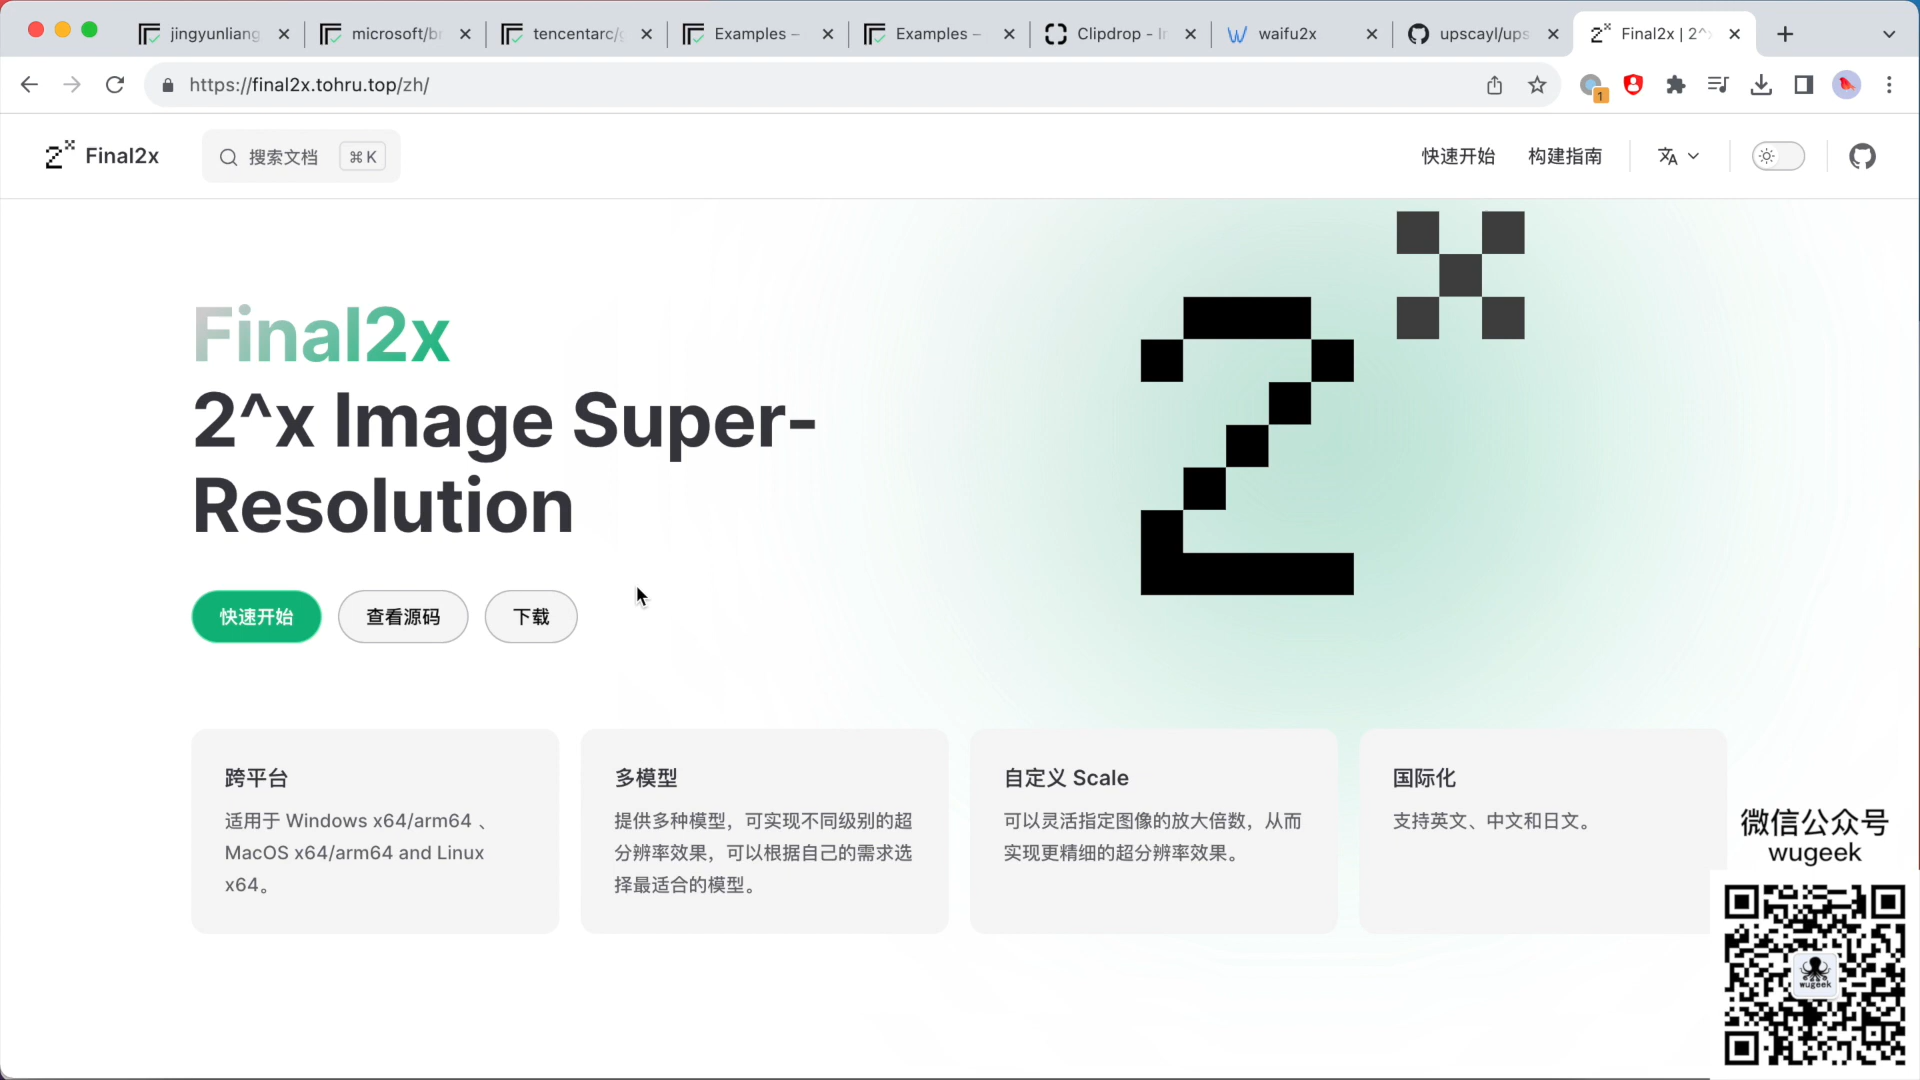 jingyunliang
microsoft/br
tencentarc/g
Examples –
Examples –
Clipdrop - In
waifu2x
upscayl/ups
Final2x | 2^
https://final2x.tohru.top/zh/
1
Final2x
搜索文档
⌘ K
快速开始
构建指南
Final2x
2^x Image Super-
Resolution
快速开始
查看源码
下载
跨平台
适用于 Windows x64/arm64 、
MacOS x64/arm64 and Linux
x64。
多模型
提供多种模型，可实现不同级别的超
分辨率效果，可以根据自己的需求选
择最适合的模型。
自定义 Scale
可以灵活指定图像的放大倍数，从而
实现更精细的超分辨率效果。
国际化
支持英文、中文和日文。
微信公众号
wugeek
wugeek